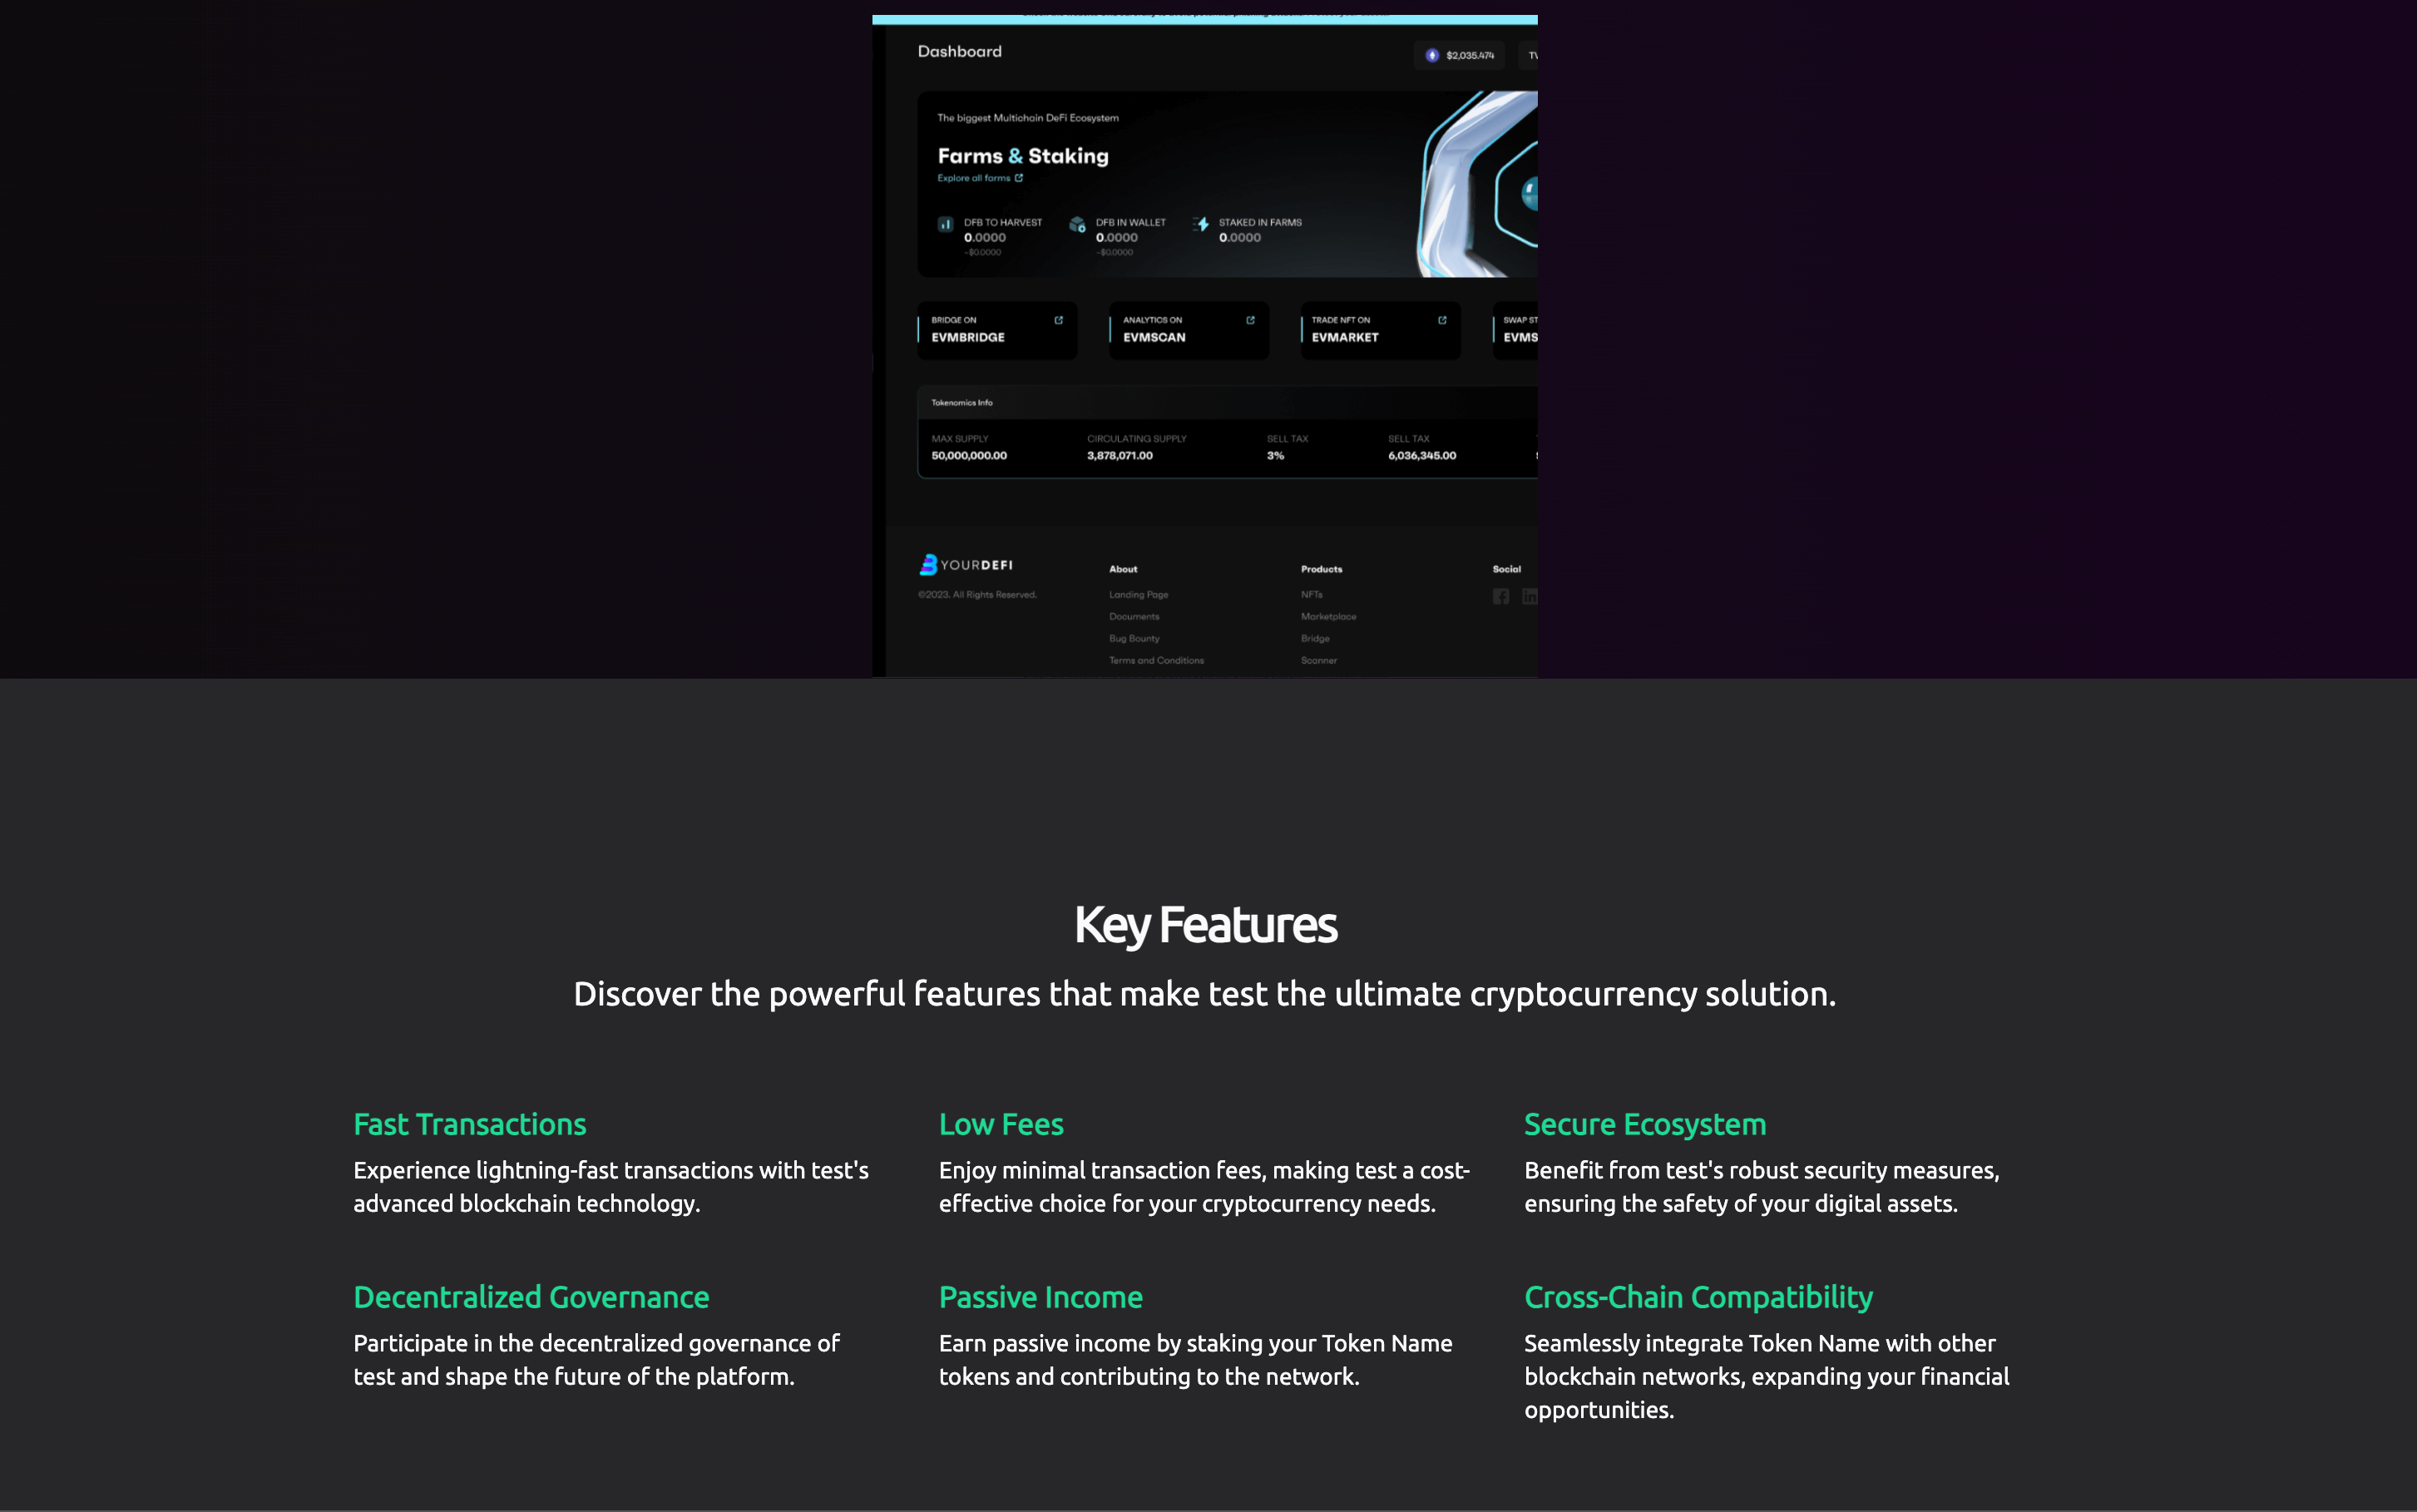 Dashboard
$2,035.474
The biggest Multichain DeFi Ecosystem
Farms & Staking
Explore all farms
DFB TO HARVEST
0.0000
~$0.0000
DFB IN WALLET
0.0000
~$0.0000
STAKED IN FARMS
0.0000
BRIDGE ON
EVMBRIDGE
ANALYTICS ON
EVMSCAN
TRADE NFT ON
EVMARKET
SWAP ST
EVMS
Tokenomics Info
MAX SUPPLY
50,000,000.00
CIRCULATING SUPPLY
3,878,071.00
SELL TAX
3%
SELL TAX
6,036,345.00
YOURDEFI
©2023. All Rights Reserved.
About
Landing Page
Documents
Bug Bounty
Terms and Conditions
Products
NFTs
Marketplace
Bridge
Scanner
Social
Key Features
Discover the powerful features that make test the ultimate cryptocurrency solution.
Fast Transactions
Experience lightning-fast transactions with test's
advanced blockchain technology.
Low Fees
Enjoy minimal transaction fees, making test a cost-
effective choice for your cryptocurrency needs.
Secure Ecosystem
Benefit from test's robust security measures,
ensuring the safety of your digital assets.
Decentralized Governance
Participate in the decentralized governance of
test and shape the future of the platform.
Passive Income
Earn passive income by staking your Token Name
tokens and contributing to the network.
Cross-Chain Compatibility
Seamlessly integrate Token Name with other
blockchain networks, expanding your financial
opportunities.